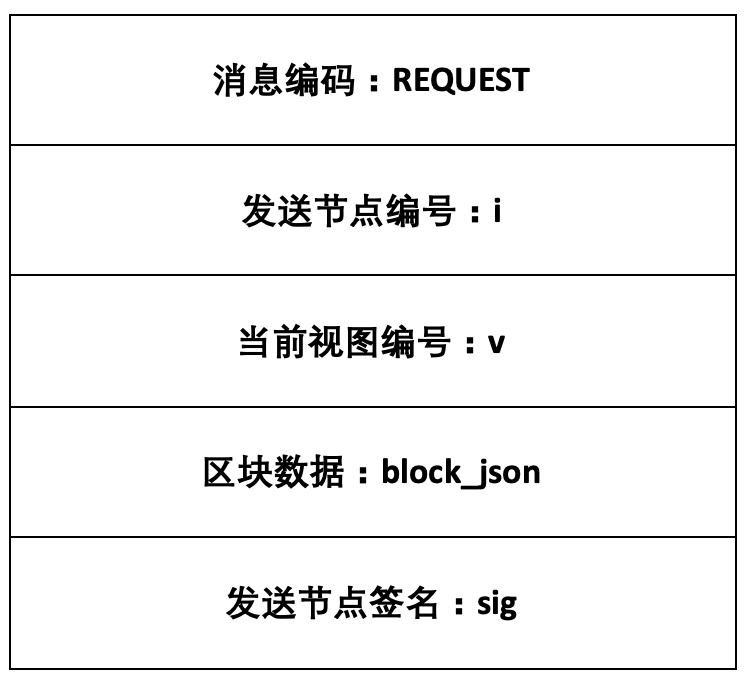 消息编码：REQUEST
发送节点编号：i
当前视图编号：v
区块数据：block_json
发送节点签名：sig